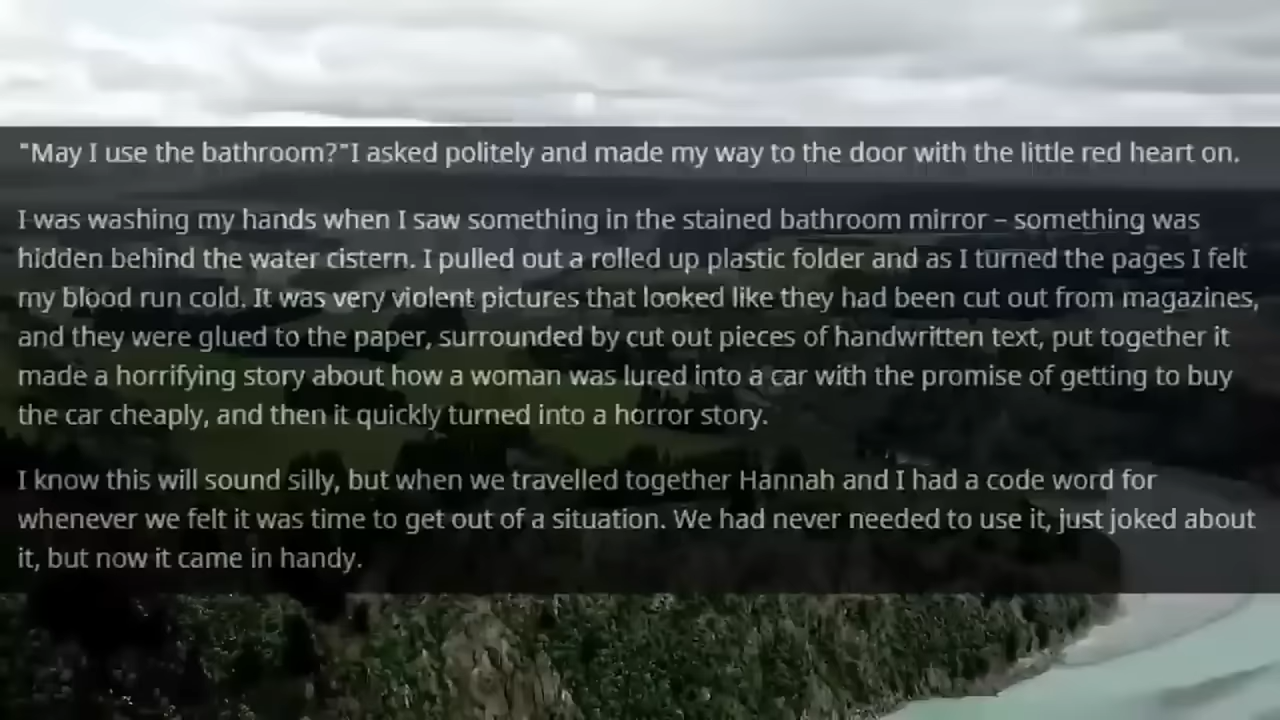 "May I use the bathroom?"I asked politely and made my way to the door with the little red heart on.
I was washing my hands when I saw something in the stained bathroom mirror – something was
hidden behind the water cistern. I pulled out a rolled up plastic folder and as I turned the pages I felt
my blood run cold. It was very violent pictures that looked like they had been cut out from magazines,
and they were glued to the paper, surrounded by cut out pieces of handwritten text, put together it
made a horrifying story about how a woman was lured into a car with the promise of getting to buy
the car cheaply, and then it quickly turned into a horror story.
I know this will sound silly, but when we travelled together Hannah and I had a code word for
whenever we felt it was time to get out of a situation. We had never needed to use it, just joked about
it, but now it came in handy.